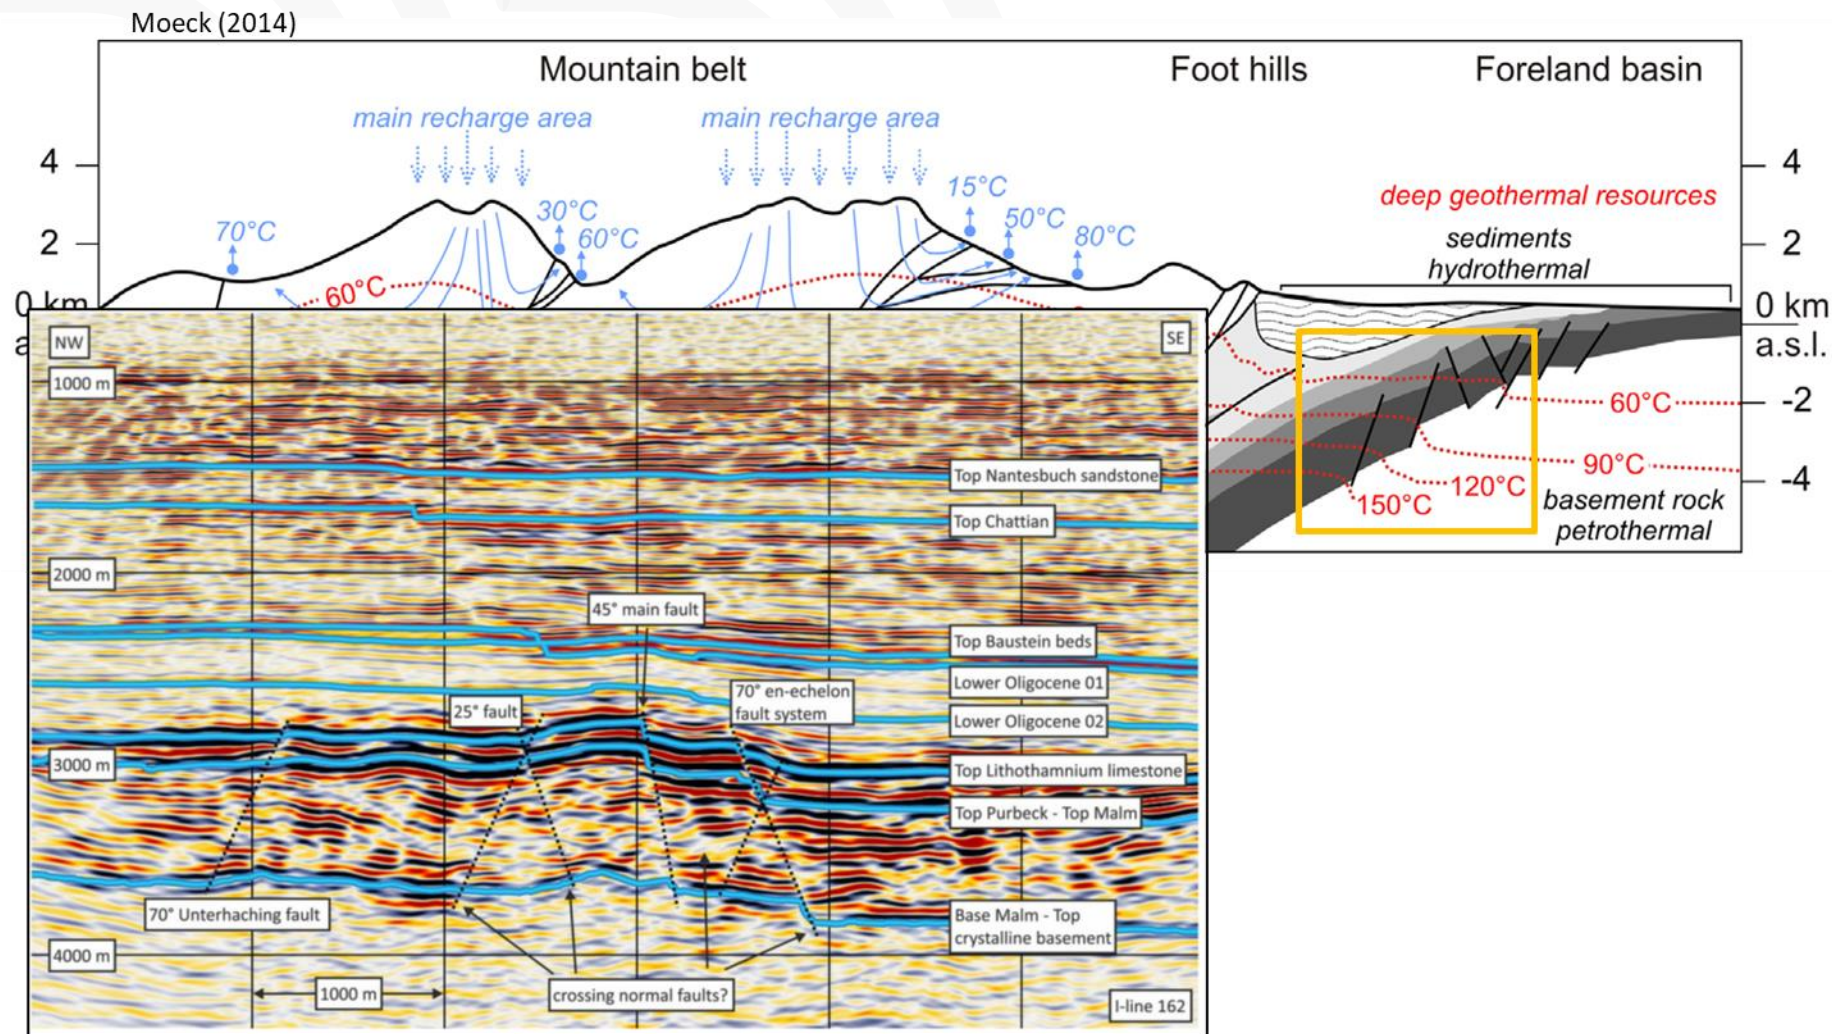 Moeck (2014)
Mountain belt
Foot hills
Foreland basin
main recharge area
main recharge area
4
4
2
2
0 km
0 km
a
a.s.l.
-2
-4
70°C
30°C
60°C
15°C
50°C
80°C
60°C
deep geothermal resources
sediments
hydrothermal
60°C
90°C
120°C
150°C
basement rock
petrothermal
NW
SE
1000 m
Top Nantesbuch sandstone
Top Chattian
2000 m
45° main fault
Top Baustein beds
Lower Oligocene 01
70° en-echelon
fault system
25° fault
Lower Oligocene 02
3000 m
Top Lithothamnium limestone
Top Purbeck - Top Malm
70° Unterhaching fault
Base Malm - Top
crystalline basement
4000 m
1000 m
crossing normal faults?
I-line 162